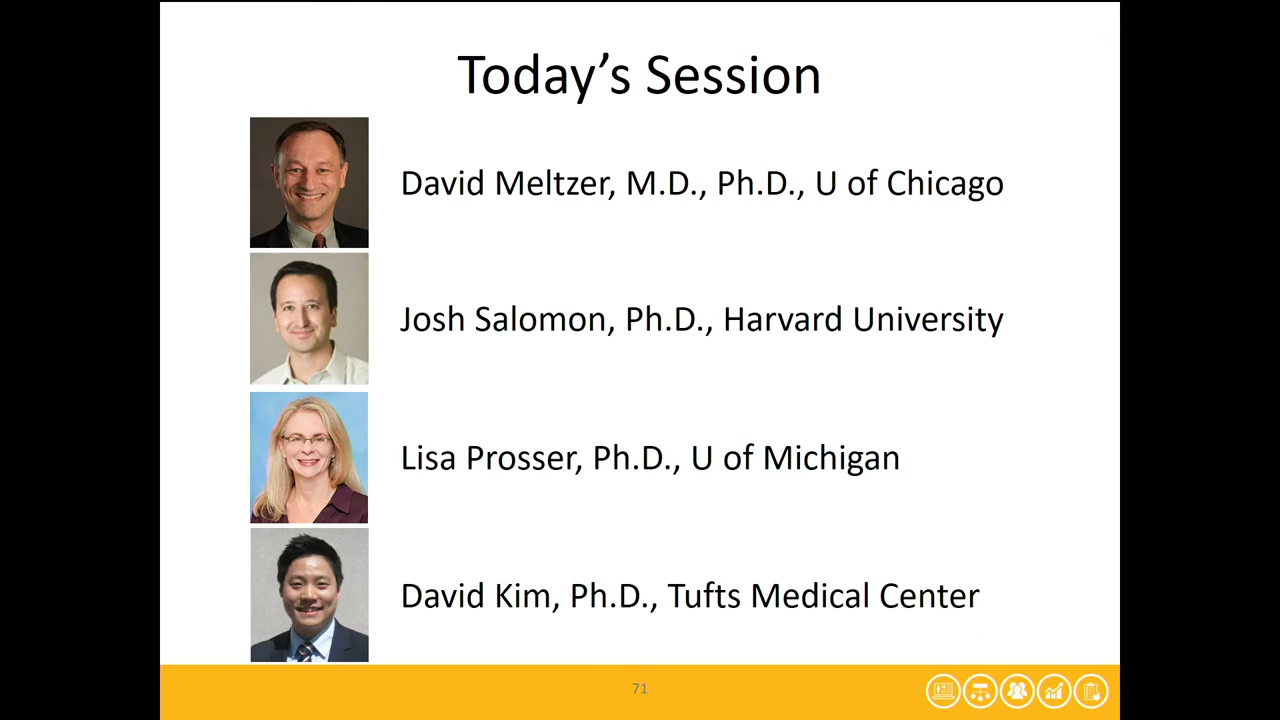 Today’s Session
David Meltzer, M.D., Ph.D., U of Chicago
Josh Salomon, Ph.D., Harvard University
Lisa Prosser, Ph.D., U of Michigan
David Kim, Ph.D., Tufts Medical Center
71